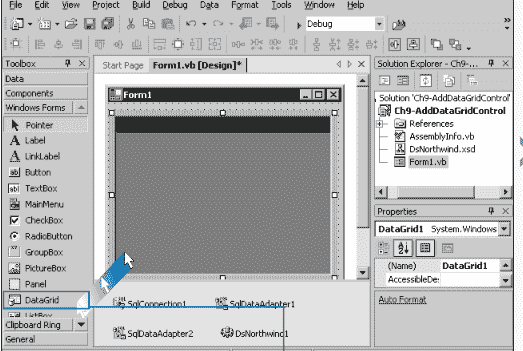 File Edit View Project Build Debug Data Format Tools Window Help
Debug
Toolbox
Data
Components
Windows Forms
Pointer
A Label
A LinkLabel
ab Button
abl TextBox
MainMenu
CheckBox
RadioButton
GroupBox
PictureBox
Panel
DataGrid
ListBox
Clipboard Ring
General
Start Page Form1.vb [Design]*
Form1
SqlConnection1 SqlDataAdapter1
SqlDataAdapter2 DsNorthwind1
Solution Explorer - Ch9-...
Solution 'Ch9-AddDataGridControl'
Ch9-AddDataGridControl
References
AssemblyInfo.vb
DsNorthwind.xsd
Form1.vb
Properties
DataGrid1 System.Windows
(Name) DataGrid1
AccessibleDe:
Auto Format